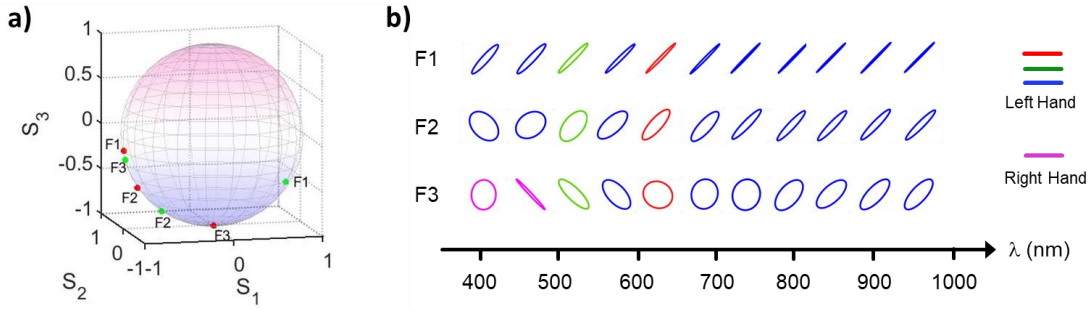 a)
1
0.5
0
-0.5
-1
S3
F1
F3
F2
F2
F3
F1
1
0
-1
-1
0
1
S2
S1
b)
F1
F2
F3
Left Hand
Right Hand
λ (nm)
400 500 600 700 800 900 1000